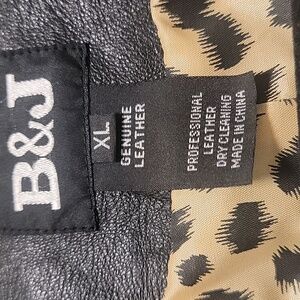 B&J
XL
GENUINE
LEATHER
PROFESSIONAL
LEATHER
DRY CLEANING
MADE IN CHINA